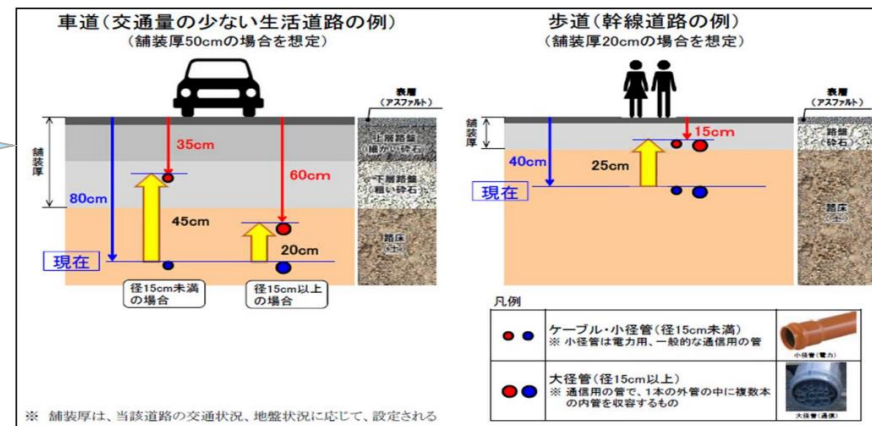 車道(交通量の少ない生活道路の例)
(舗装厚50cmの場合を想定)
表層
(アスファルト)
舗装厚
35cm
60cm
80cm
45cm
20cm
現在
径15cm未満
の場合
径15cm以上
の場合
上層路盤
(細かい砕石)
下層路盤
(粗い砕石)
路床
(土)
※ 舗装厚は、当該道路の交通状況、地盤状況に応じて、設定される
歩道(幹線道路の例)
(舗装厚20cmの場合を想定)
表層
(アスファルト)
舗装厚
15cm
40cm
25cm
現在
路盤
(砕石)
路床
(土)
凡例
ケーブル・小径管(径15cm未満)
※ 小径管は電力用、一般的な通信用の管
小径管(電力)
大径管(径15cm以上)
※ 通信用の管で、1本の外管の中に複数本
の内管を収容するもの
大径管(通信)